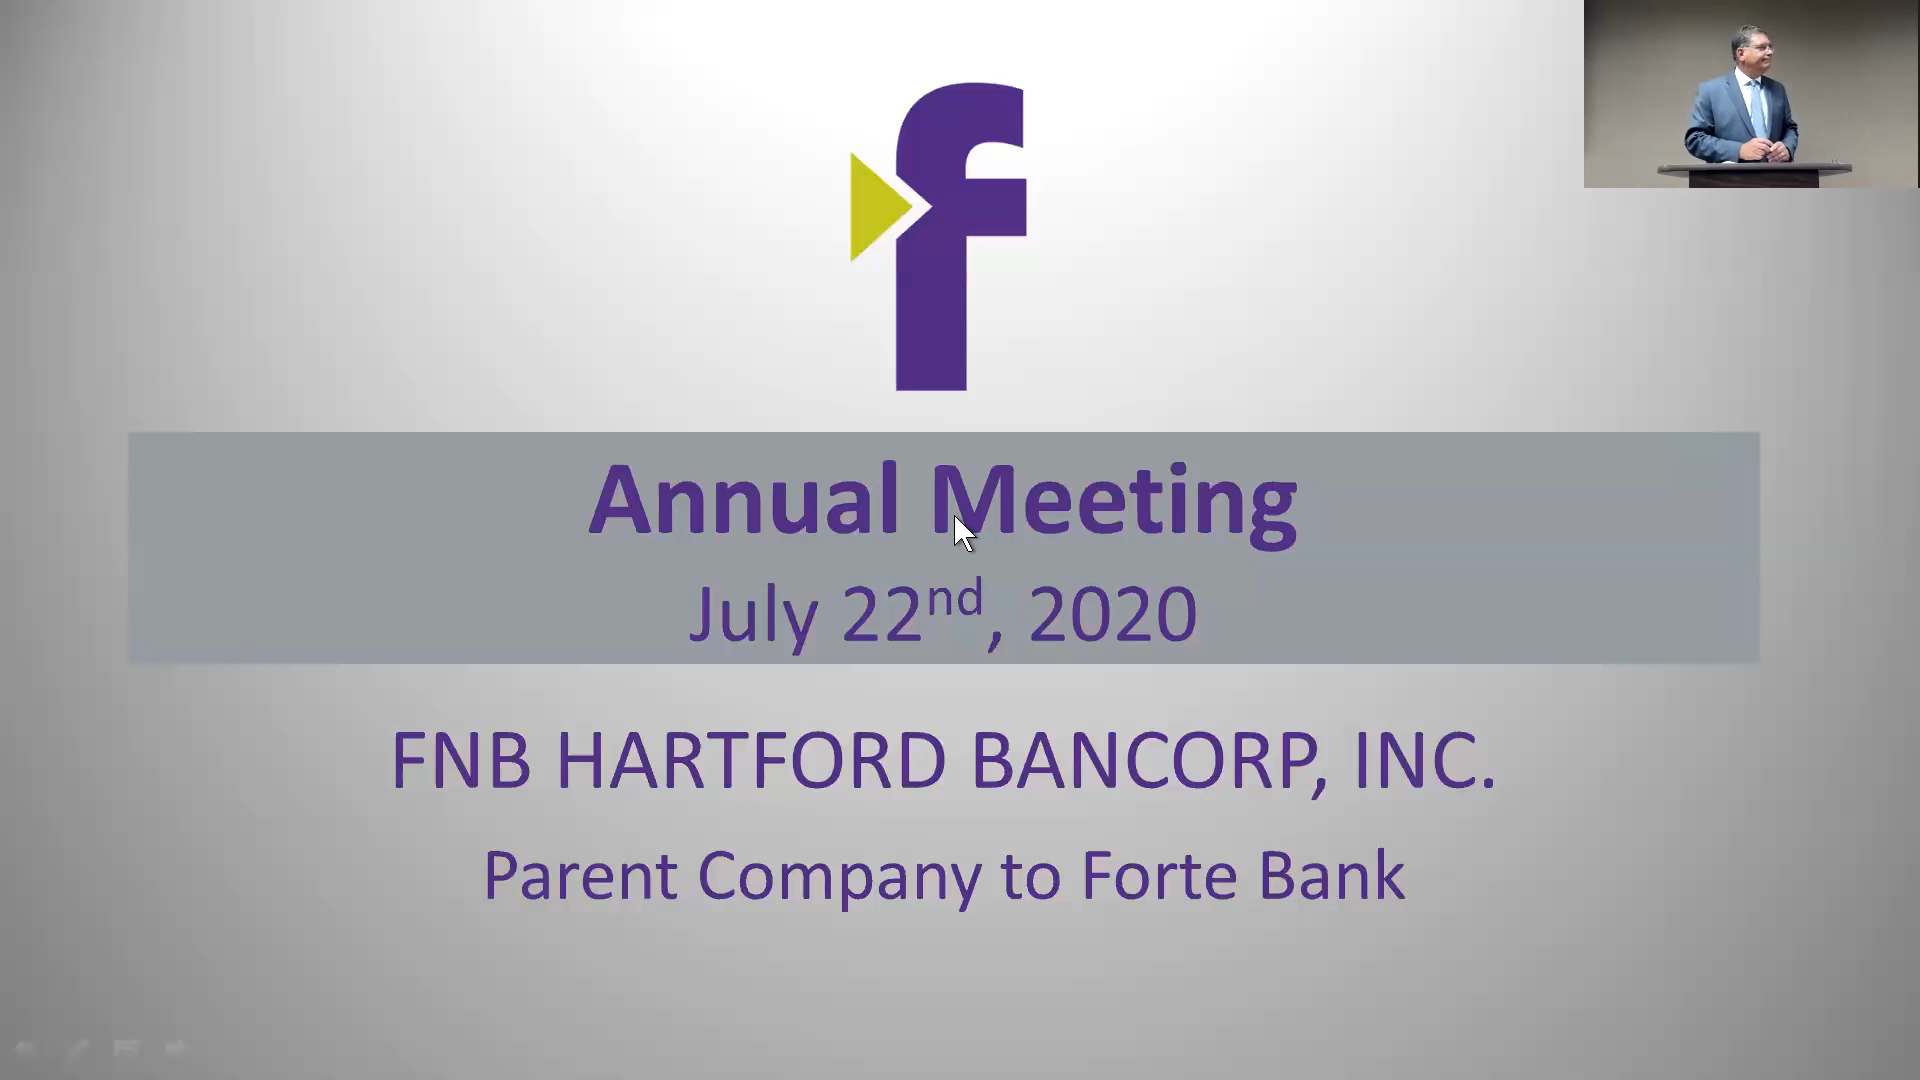 f
Annual Meeting
July 22nd, 2020
FNB HARTFORD BANCORP, INC.
Parent Company to Forte Bank